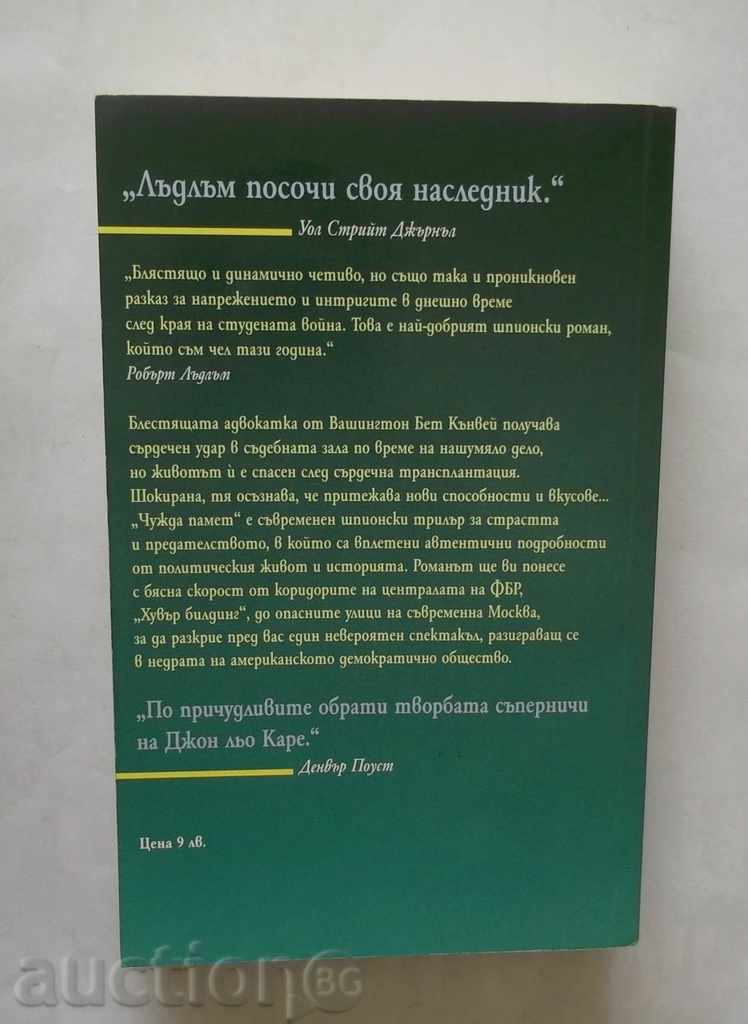 „Лъдлъм посочи своя наследник.“
Уол Стрийт Джърнъл
„Блястящо и динамично четиво, но също така и проникновен
разказ за напрежението и интригите в днешно време
след края на студената война. Това е най-добрият шпионски роман,
който съм чел тази година.“
Робърт Лъдлъм
Блестящата адвокатка от Вашингтон Бет Кънвей получава
сърдечен удар в съдебната зала по време на нашумяло дело,
но животът ѝ е спасен след сърдечна трансплантация.
Шокирана, тя осъзнава, че притежава нови способности и вкусове...
„Чужда памет“ е съвременен шпионски трилър за страстта
и предателството, в който са вплетени автентични подробности
от политическия живот и историята. Романът ще ви понесе
с бясна скорост от коридорите на централата на ФБР,
„Хувър билдинг“, до опасните улици на съвременна Москва,
за да разкрие пред вас един невероятен спектакъл, разиграващ се
в недрата на американското демократично общество.
„По причудливите обрати творбата съперничи
на Джон льо Каре.“
Денвър Поуст
Цена 9 лв.
auction BG